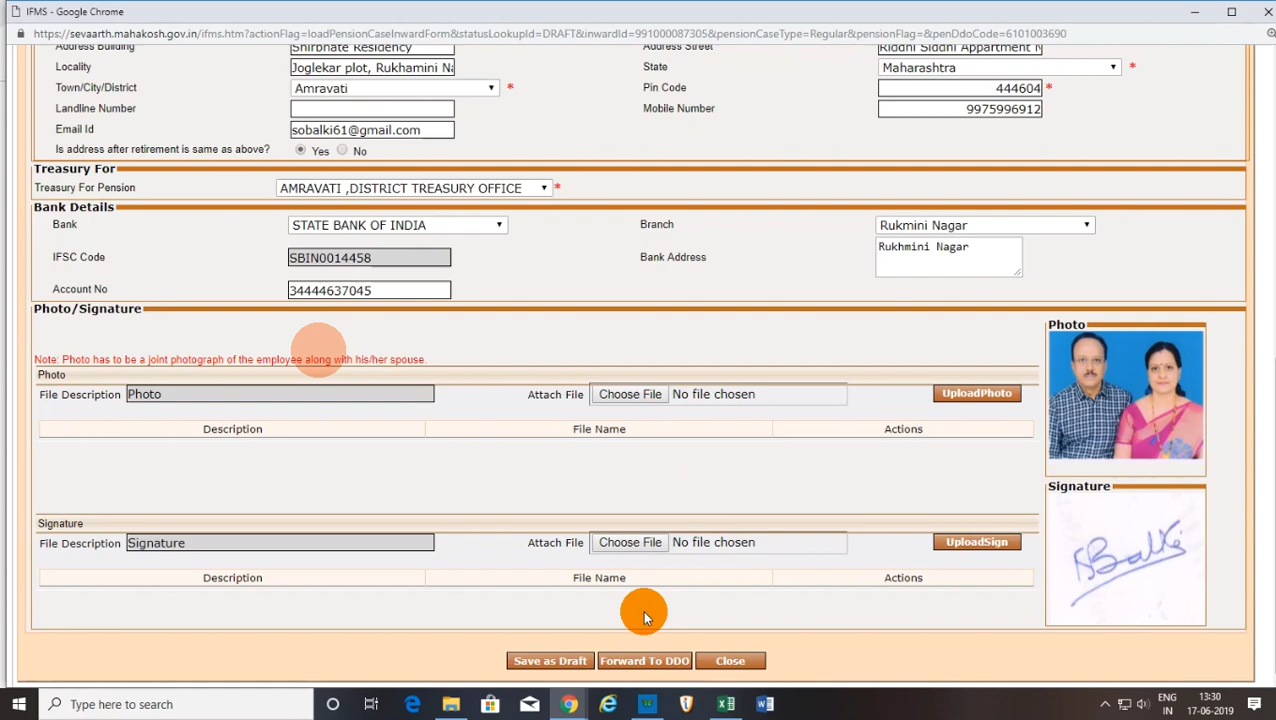 IFMS - Google Chrome
https://sevaarth.mahakosh.gov.in/ifms.htm?actionFlag=loadPensionCaseInwardForm&statusLookupId=DRAFT&inwardId=991000087305&pensionCaseType=Regular&pensionFlag=&penDdoCode=6101003690
Address Building Shirbhate Residency Address Street Riddhi Siddhi Appartment N
Locality Joglekar plot, Rukhamini Na State Maharashtra *
Town/City/District Amravati * Pin Code 444604 *
Landline Number Mobile Number 9975996912
Email Id sobalki61@gmail.com
Is address after retirement is same as above? Yes No
Treasury For
Treasury For Pension AMRAVATI ,DISTRICT TREASURY OFFICE *
Bank Details
Bank STATE BANK OF INDIA Branch Rukmini Nagar
IFSC Code SBIN0014458 Bank Address Rukhmini Nagar
Account No 34444637045
Photo/Signature
Photo
Note: Photo has to be a joint photograph of the employee along with his/her spouse.
Photo
File Description Photo Attach File Choose File No file chosen UploadPhoto
Description File Name Actions
Signature
Signature
File Description Signature Attach File Choose File No file chosen UploadSign
Description File Name Actions
SBalki
Save as Draft Forward To DDO Close
Type here to search
ENG 13:30
IN 17-06-2019